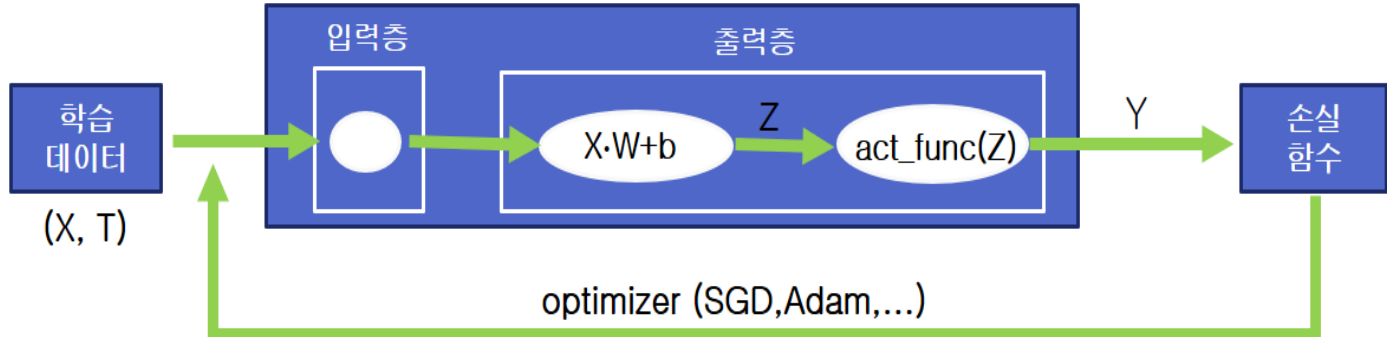 입력층
출력층
학습
데이터
(X, T)
X·W+b
Z
act_func(Z)
Y
손실
함수
optimizer (SGD,Adam,...)